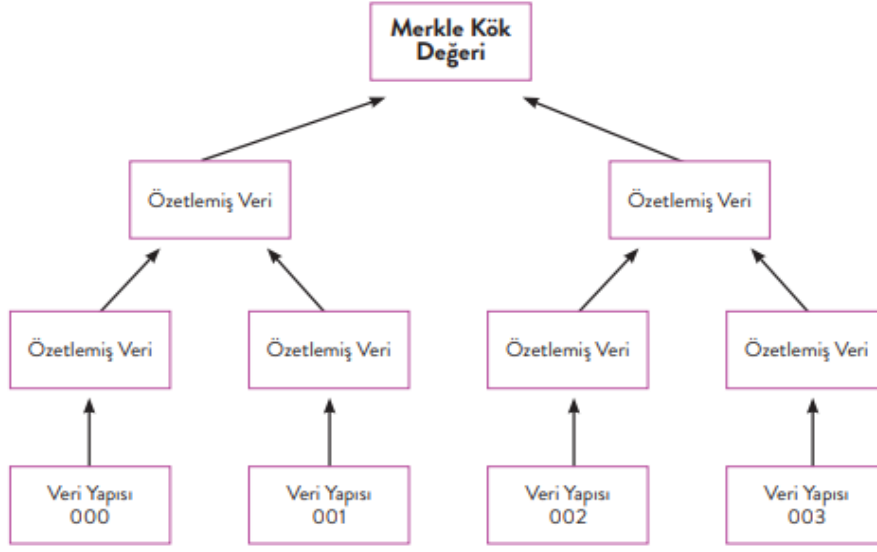 Merkle Kök
Değeri
Özetlemiş Veri
Özetlemiş Veri
Özetlemiş Veri
Özetlemiş Veri
Özetlemiş Veri
Özetlemiş Veri
Veri Yapısı
000
Veri Yapısı
001
Veri Yapısı
002
Veri Yapısı
003